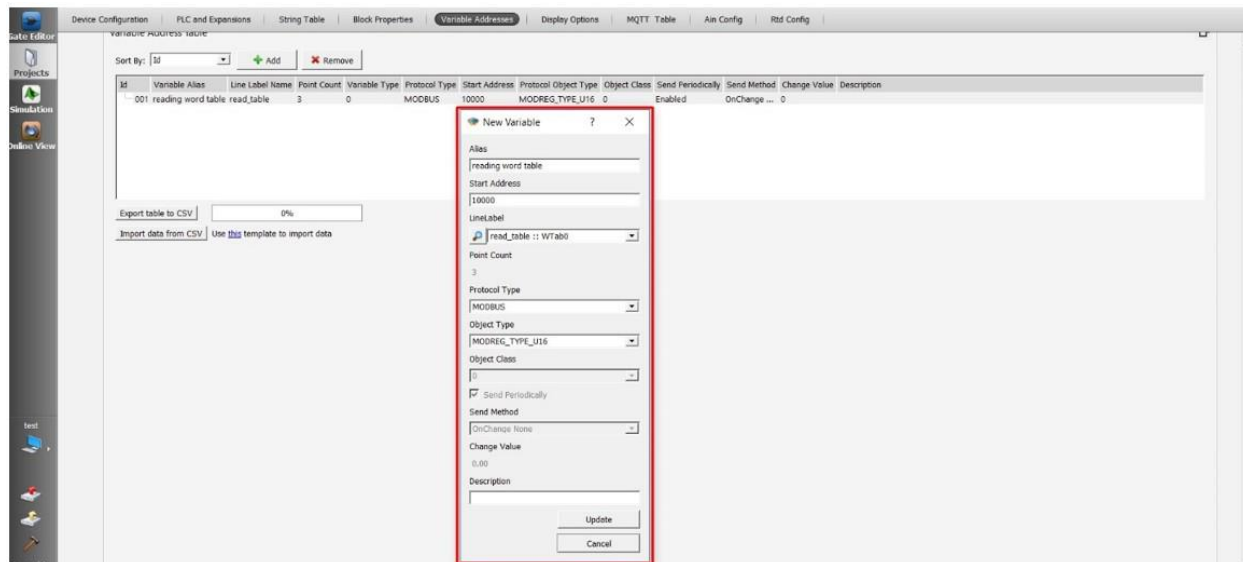 Device Configuration | PLC and Expansions | String Table | Block Properties | Variable Addresses | Display Options | MQTT Table | Ain Config | Rtd Config
Gate Editor
Projects
Simulation
Online View
test
Variable Address Table
Sort By: Id Add Remove
Id Variable Alias Line Label Name Point Count Variable Type Protocol Type Start Address Protocol Object Type Object Class Send Periodically Send Method Change Value Description
001 reading word table read_table 3 0 MODBUS 10000 MODREG_TYPE_U16 0 Enabled OnChange ... 0
Export table to CSV 0%
Import data from CSV Use this template to import data
New Variable ? X
Alias
reading word table
Start Address
10000
LineLabel
read_table :: WTab0
Point Count
3
Protocol Type
MODBUS
Object Type
MODREG_TYPE_U16
Object Class
0
Send Periodically
Send Method
OnChange None
Change Value
0.00
Description
Update
Cancel